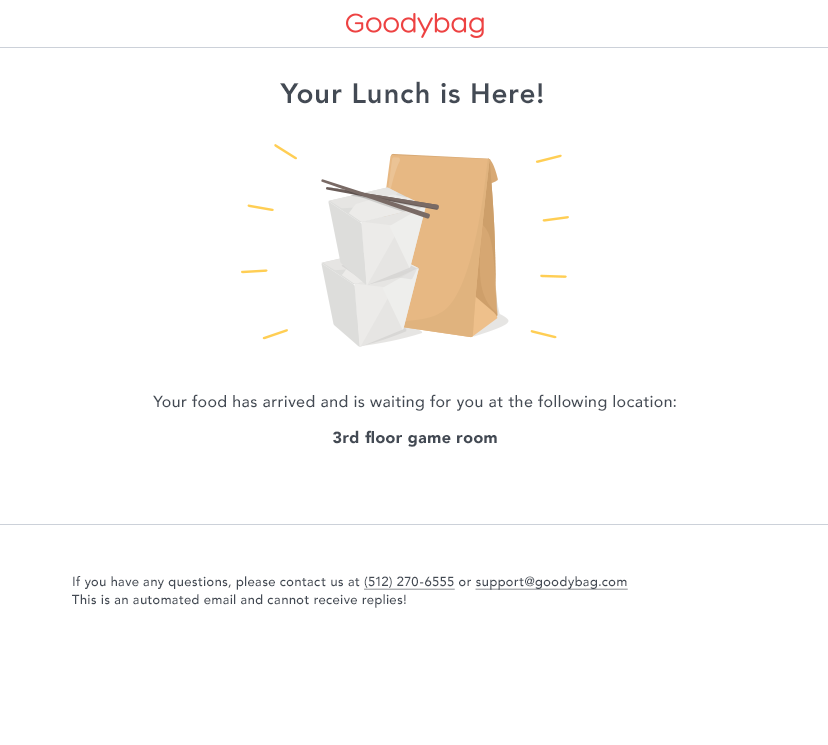 Goodybag
Your Lunch is Here!
Your food has arrived and is waiting for you at the following location:
3rd floor game room
If you have any questions, please contact us at (512) 270-6555 or support@goodybag.com
This is an automated email and cannot receive replies!